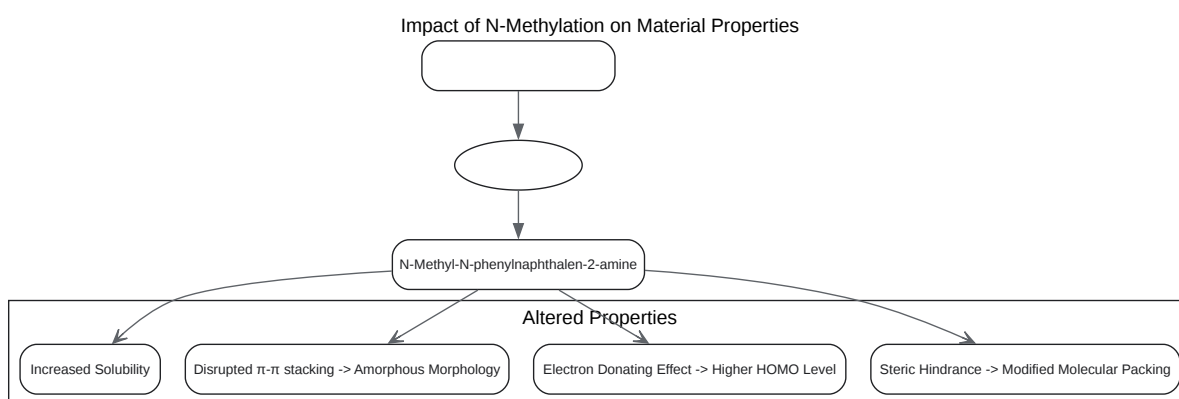 Impact of N-Methylation on Material Properties
N-Methyl-N-phenylnaphthalen-2-amine
Altered Properties
Increased Solubility
Disrupted π-π stacking -> Amorphous Morphology
Electron Donating Effect -> Higher HOMO Level
Steric Hindrance -> Modified Molecular Packing